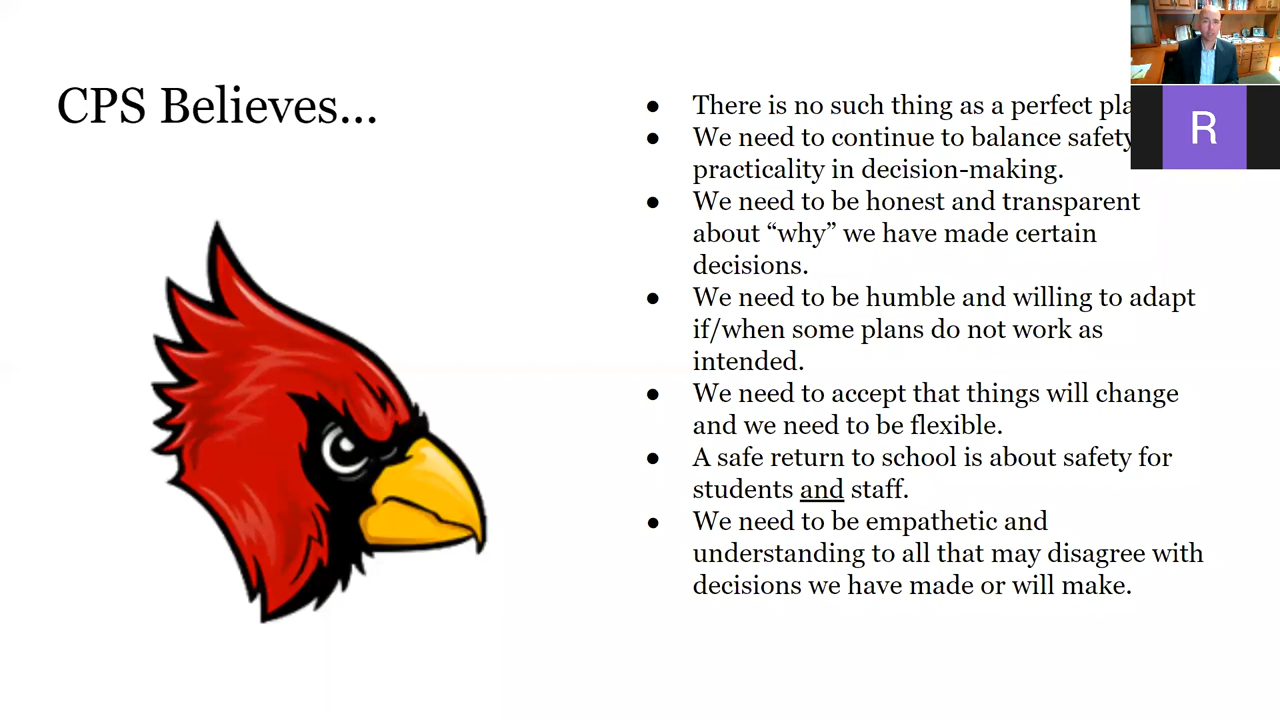 CPS Believes...
● There is no such thing as a perfect
● We need to continue to balance safety
practicality in decision-making.
● We need to be honest and transparent
about “why” we have made certain
decisions.
● We need to be humble and willing to adapt
if/when some plans do not work as
intended.
● We need to accept that things will change
and we need to be flexible.
● A safe return to school is about safety for
students and staff.
● We need to be empathetic and
understanding to all that may disagree with
decisions we have made or will make.
R